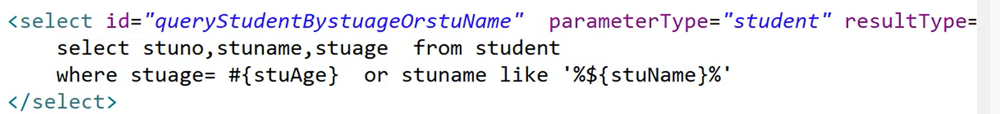 <select id="queryStudentBystuageOrstuName"  parameterType="student" resultType=
    select stuno,stuname,stuage  from student
    where stuage= #{stuAge}  or stuname like '%${stuName}%'
</select>